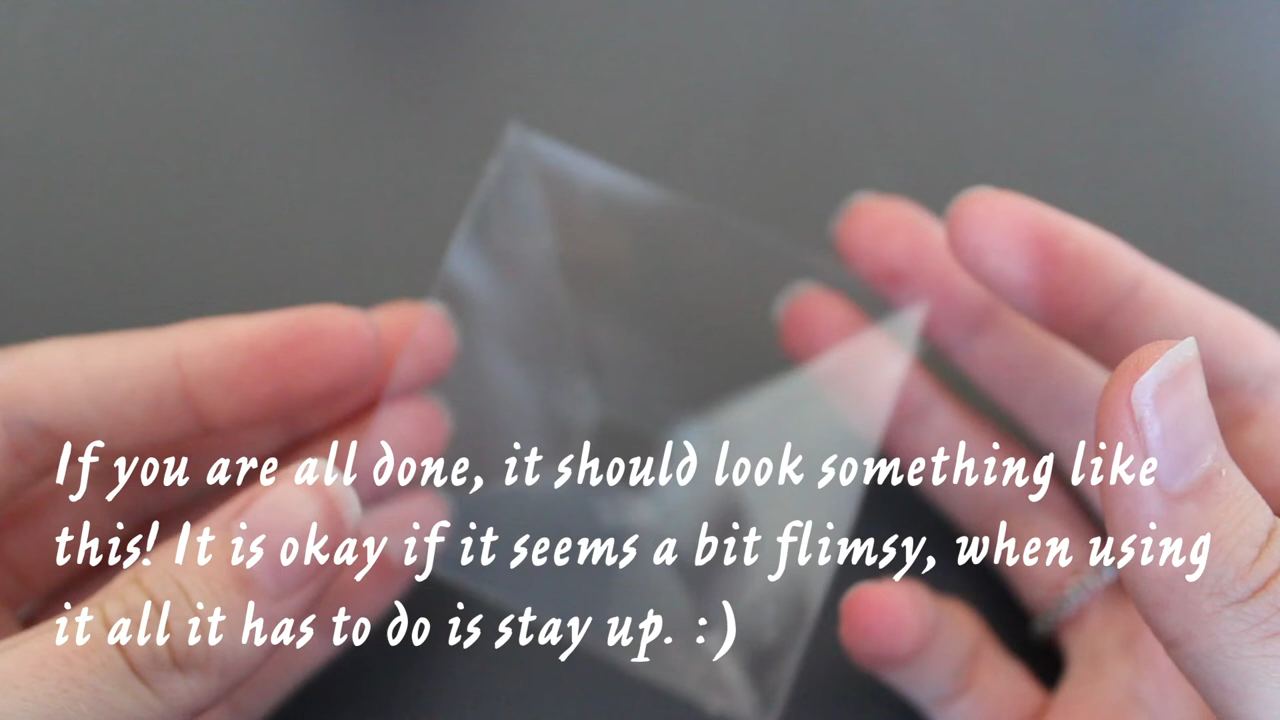 If you are all done, it should look something like
this! It is okay if it seems a bit flimsy, when using
it all it has to do is stay up. :)